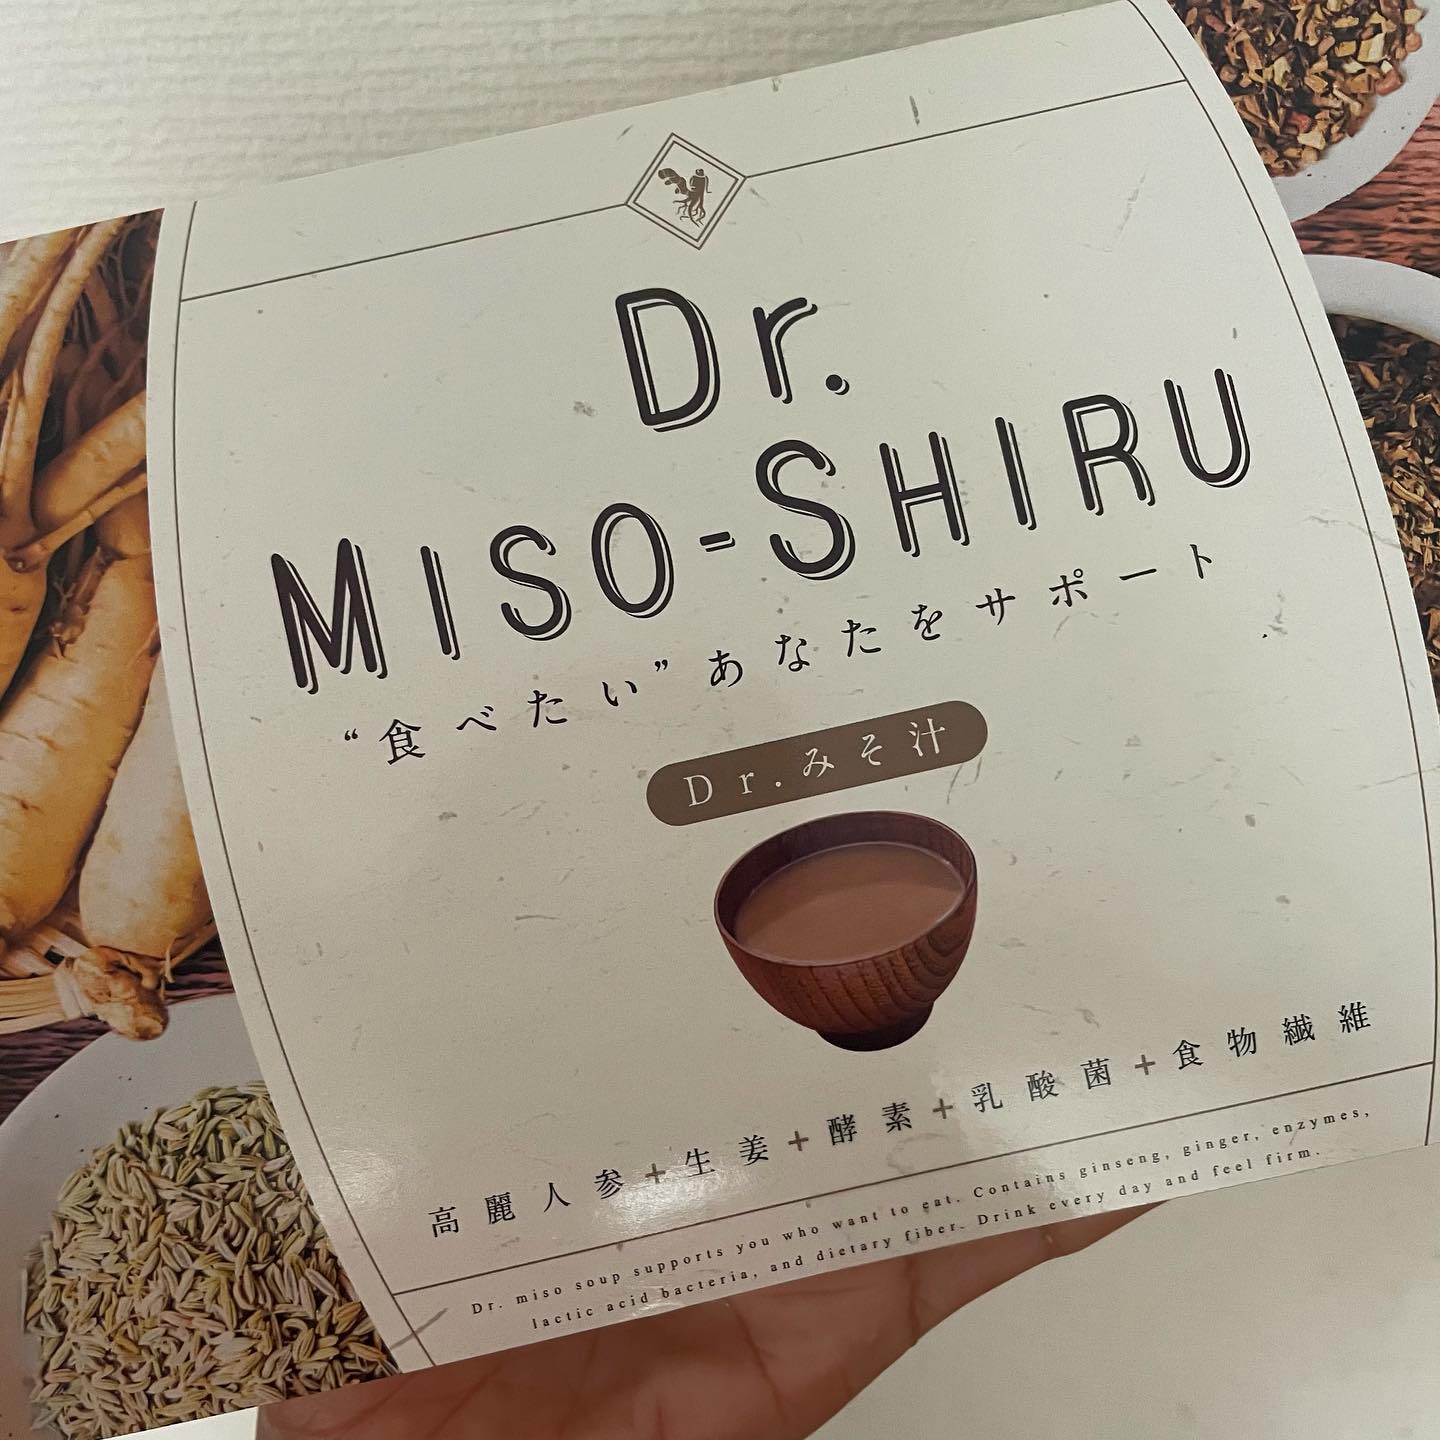 Dr.
MISO-SHIRU
“食べたい”あなたをサポート
Dr.みそ汁
高麗人参+生姜+酵素+乳酸菌+食物繊維
Dr. miso soup supports you who want to eat. Contains ginseng, ginger, enzymes,
lactic acid bacteria, and dietary fiber. Drink every day and feel firm.